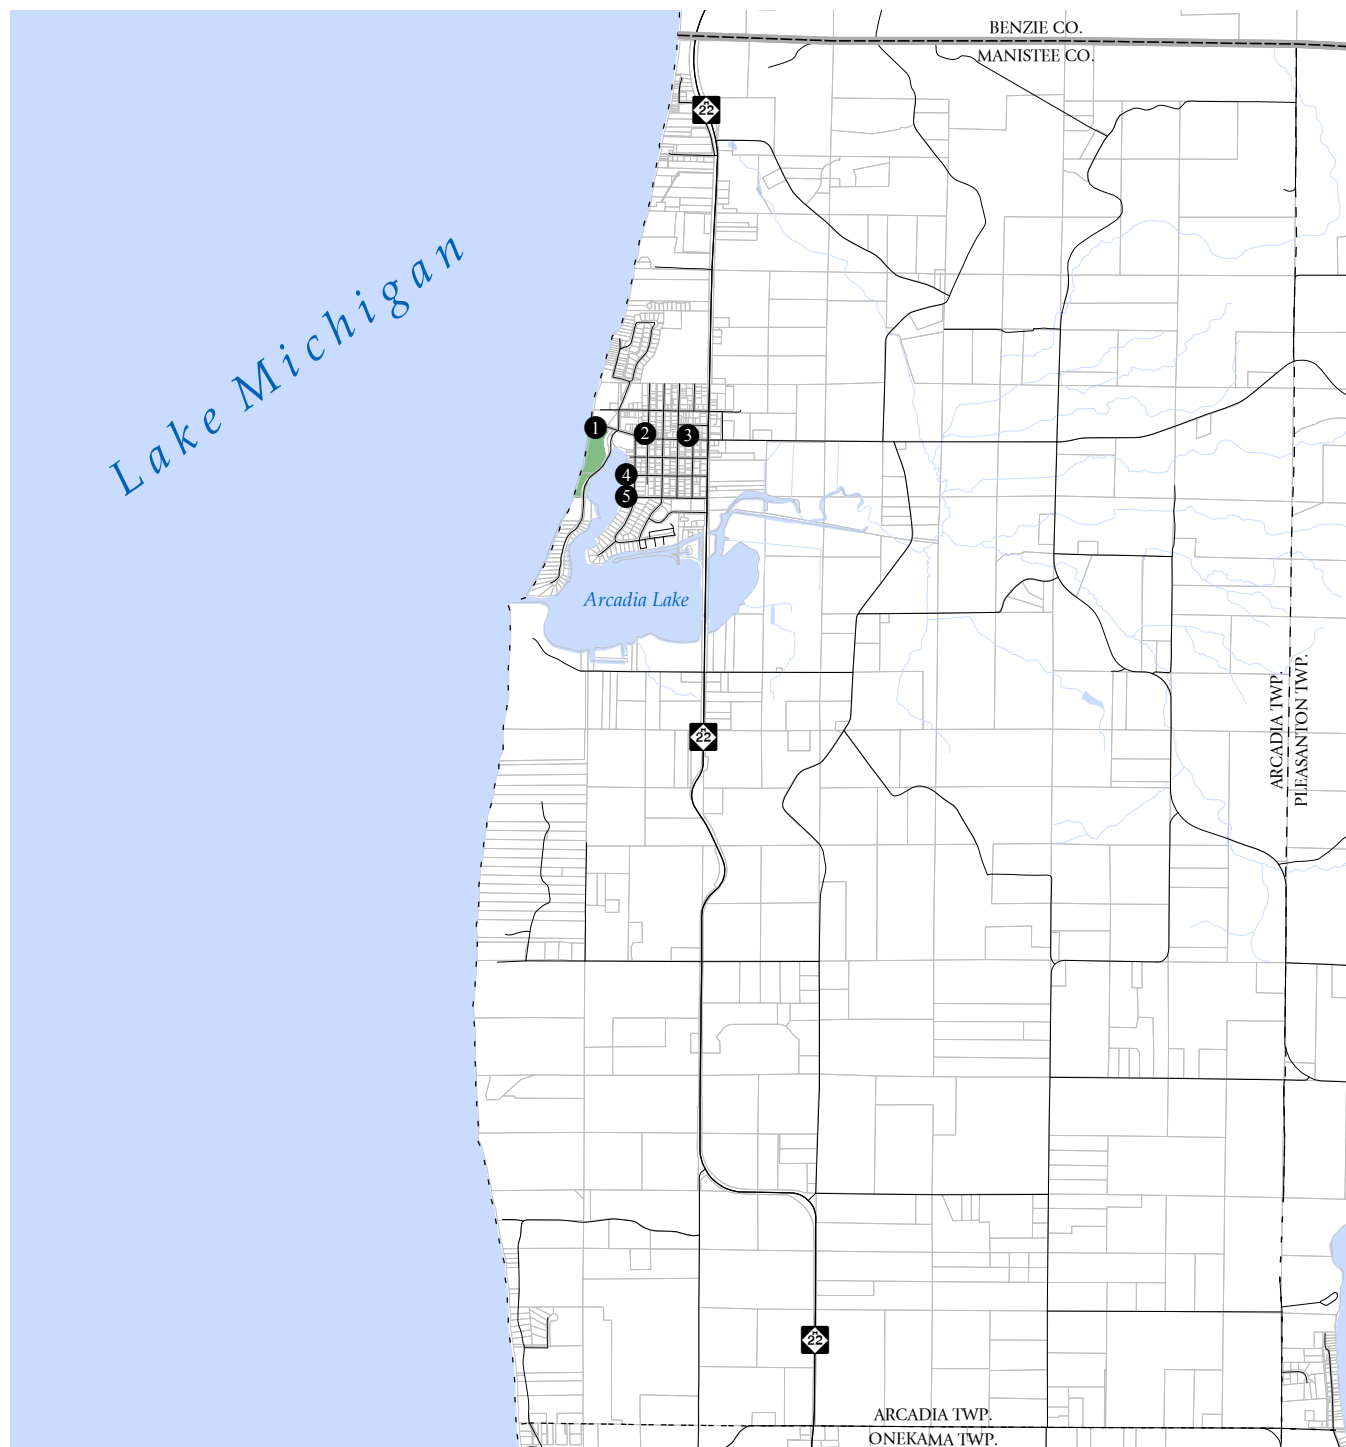 BENZIE CO.
MANISTEE CO.
M
22
Lake Michigan
1
2
3
4
5
Arcadia Lake
ARCADIA TWP.
PLEASANTON TWP.
M
22
M
22
ARCADIA TWP.
ONEKAMA TWP.